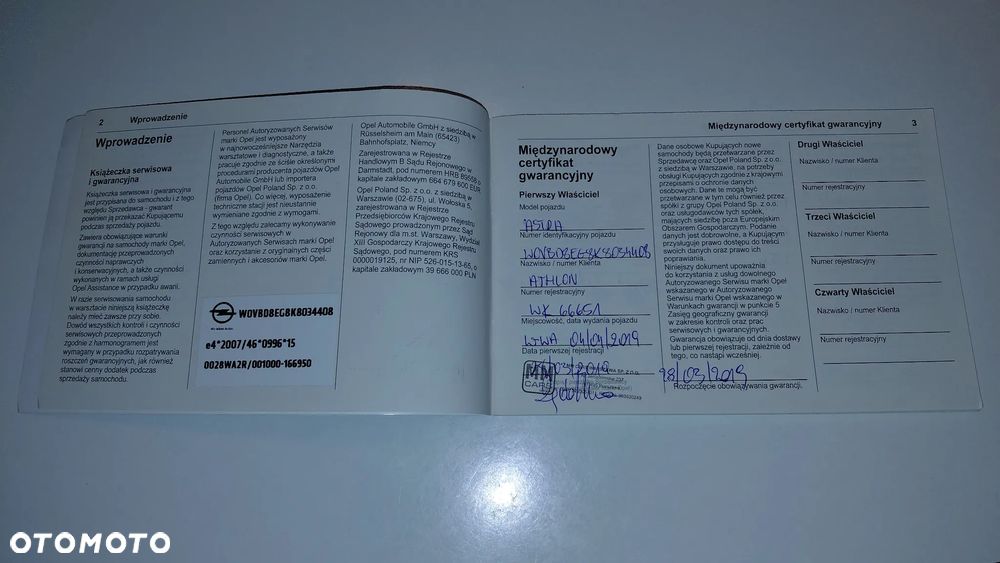 2 Wprowadzenie
Wprowadzenie
Książeczka serwisowa
i gwarancyjna
Książeczka serwisowa i gwarancyjna
jest przypisana do samochodu i z tego
względu Sprzedawca - gwarant
powinien ją przekazać Kupującemu
podczas sprzedaży pojazdu.
Zawiera obowiązujące warunki
gwarancji na samochody marki Opel,
dokumentację przeprowadzonych
czynności naprawczych
i konserwacyjnych, a także czynności
wykonanych w ramach usługi
Opel Assistance w przypadku awarii.
W razie serwisowania samochodu
w warsztacie niniejszą książeczkę
należy mieć zawsze przy sobie.
Dowód wszystkich kontroli i czynności
serwisowych przeprowadzonych
zgodnie z harmonogramem jest
wymagany w przypadku rozpatrywania
roszczeń gwarancyjnych, jak również
stanowi cenny dodatek podczas
sprzedaży samochodu.
Personel Autoryzowanych Serwisów
marki Opel jest wyposażony
w najnowocześniejsze Narzędzia
warsztatowe i diagnostyczne, a także
pracuje zgodnie ze ściśle określonymi
procedurami producenta pojazdów Opel
Automobile GmbH lub importera
pojazdów Opel Poland Sp. z o.o.
(firma Opel). Co więcej, wyposażenie
techniczne stacji jest nieustannie
wymieniane zgodnie z wymogami.
Z tego względu zalecamy wykonywanie
czynności serwisowych w
Autoryzowanych Serwisach marki Opel
oraz korzystanie z oryginalnych części
zamiennych i akcesoriów marki Opel.
W0VBD8EG8K8034408
e4*2007/46*0996*15
0028WA2R/001000-166950
Opel Automobile GmbH z siedzibą w
Rüsselsheim am Main (65423)
Bahnhofsplatz, Niemcy
Zarejestrowana w Rejestrze
Handlowym B Sądu Rejonowego w
Darmstadt, pod numerem HRB 89558 o
kapitale zakładowym 664 679 600 EUR
Opel Poland Sp. z o.o. z siedzibą w
Warszawie (02-675), ul. Wołoska 5,
zarejestrowana w Rejestrze
Przedsiębiorców Krajowego Rejestru
Sądowego prowadzonym przez Sąd
Rejonowy dla m.st. Warszawy, Wydział
XIII Gospodarczy Krajowego Rejestru
Sądowego, pod numerem KRS
0000019125, nr NIP 526-015-13-65, o
kapitale zakładowym 39 666 000 PLN
Międzynarodowy certyfikat gwarancyjny 3
Międzynarodowy
certyfikat
gwarancyjny
Pierwszy Właściciel
Model pojazdu
ASTRA
Numer identyfikacyjny pojazdu
W0VBD8EG8K8034408
Nazwisko / numer Klienta
ATHLON
Numer rejestracyjny
WK 6665A
Miejscowość, data wydania pojazdu
WWA 04/04/2019
Data pierwszej rejestracji
/03/2019
MM
CARS
Dane osobowe Kupujących nowe
samochody będą przetwarzane przez
Sprzedawcę oraz Opel Poland Sp. z o.o.
z siedzibą w Warszawie, na potrzeby
obsługi Kupujących zgodnie z krajowymi
przepisami o ochronie danych
osobowych. Dane te mogą być
przetwarzane w tym celu również przez
spółki z grupy Opel Poland Sp. z o.o.
oraz usługodawców tych spółek,
mających siedzibę poza Europejskim
Obszarem Gospodarczym. Podanie
danych jest dobrowolne, a Kupującym
przysługuje prawo dostępu do treści
swoich danych oraz prawo ich
poprawiania.
Niniejszy dokument upoważnia
do korzystania z usług dowolnego
Autoryzowanego Serwisu marki Opel
wskazanego w Autoryzowanego
Serwisu marki Opel wskazanego w
Warunkach gwarancji w punkcie 5
Zasięg geograficzny gwarancji
w zakresie kontroli oraz prac
serwisowych i gwarancyjnych.
Gwarancja obowiązuje od dnia dostawy
lub pierwszej rejestracji, zależnie od
tego, co nastąpi wcześniej.
28/03/2019
Rozpoczęcie obowiązywania gwarancji.
Drugi Właściciel
Nazwisko / numer Klienta
Numer rejestracyjny
Trzeci Właściciel
Nazwisko / numer Klienta
Numer rejestracyjny
Czwarty Właściciel
Nazwisko / numer Klienta
Numer rejestracyjny
OTOMOTO